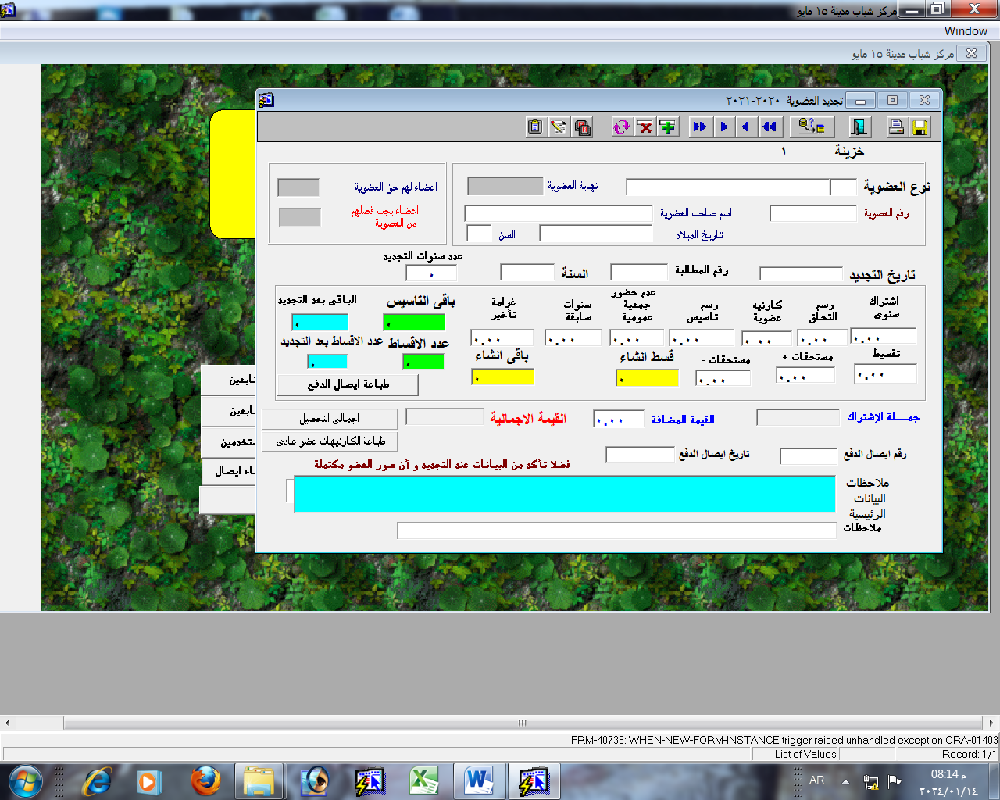 مركز شباب مدينة ١٥ مايو
Window
مركز شباب مدينة ١٥ مايو
تجديد العضوية ٢٠٢٠-٢٠٢١
خزينة ١
نوع العضوية
نهاية العضوية
اعضاء لهم حق العضوية
رقم العضوية
اسم صاحب العضوية
اعضاء يجب فصلهم
من العضوية
تاريخ الميلاد
السن
عدد سنوات التجديد
تاريخ التجديد
رقم المطالبة
السنة
٠
اشتراك سنوى
رسم التحاق
كارنيه عضوية
رسم تاسيس
عدم حضور جمعية عمومية
سنوات سابقة
غرامة تأخير
باقى التاسيس
الباقى بعد التجديد
٠.٠٠ ٠.٠٠ ٠.٠٠ ٠.٠٠ ٠.٠٠ ٠.٠٠ ٠.٠٠ ٠ ٠
عدد الاقساط
عدد الاقساط بعد التجديد
٠ ٠
تقسيط
مستحقات +
مستحقات -
قسط انشاء
باقى انشاء
٠.٠٠ ٠.٠٠ ٠.٠٠ ٠ ٠
طباعة ايصال الدفع
جمـــلة الإشتراك
القيمة المضافة ٠.٠٠
القيمة الاجمالية
اجمالى التحصيل
طباعة الكارنيهات عضو عادى
رقم ايصال الدفع
تاريخ ايصال الدفع
فضلا تأكد من البيانات عند التجديد و أن صور العضو مكتملة
ملاحظات
البيانات
الرئيسية
ملاحظات
FRM-40735: WHEN-NEW-FORM-INSTANCE trigger raised unhandled exception ORA-01403.
List of Values
Record: 1/1
AR
08:14 م
٢٠٢٤/٠١/١٤